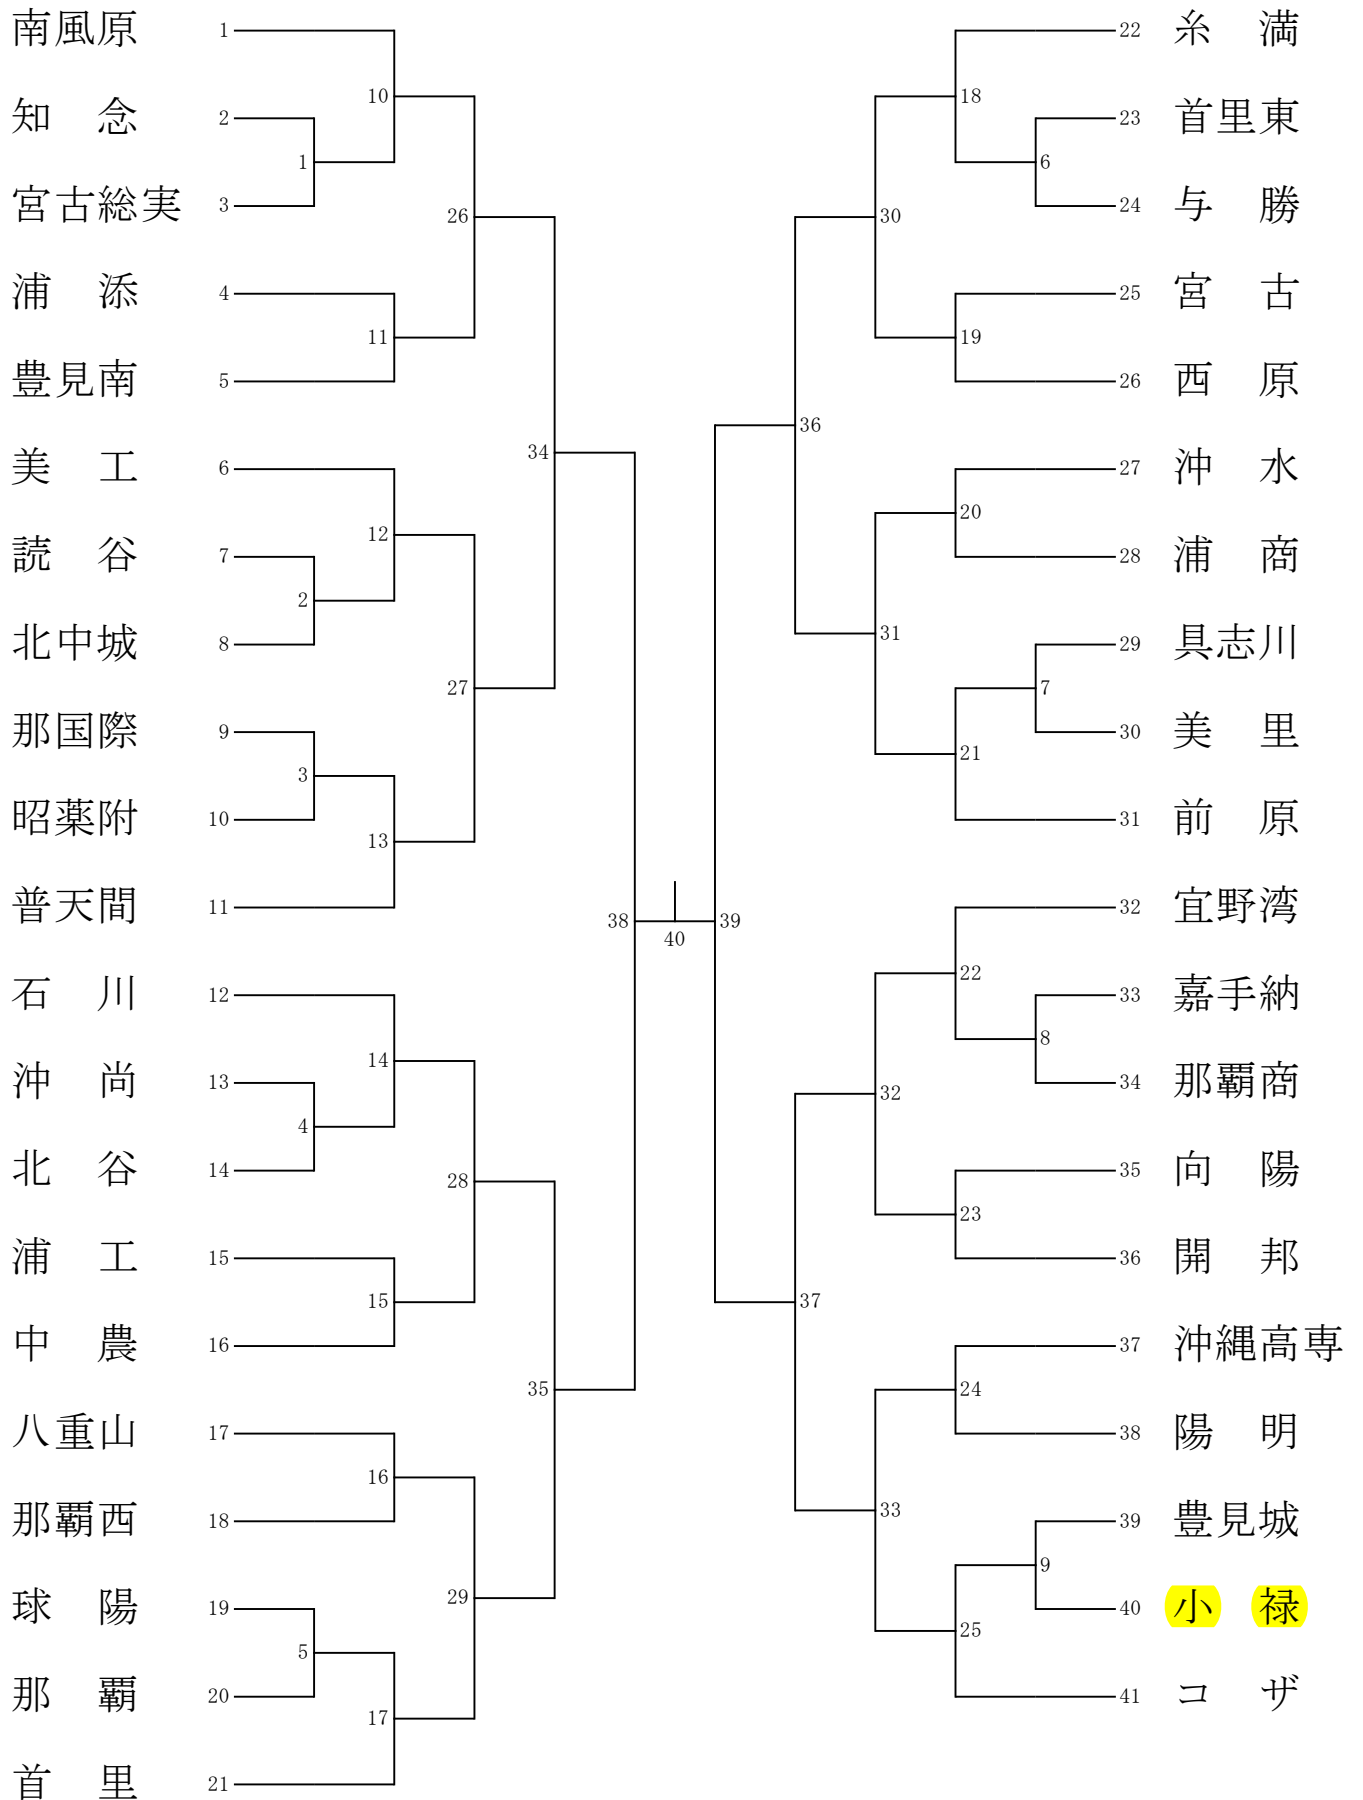 南風原 1
知 念 2
宮古総実 3
浦 添 4
豊見南 5
美 工 6
読 谷 7
北中城 8
那国際 9
昭薬附 10
普天間 11
石 川 12
沖 尚 13
北 谷 14
浦 工 15
中 農 16
八重山 17
那覇西 18
球 陽 19
那 覇 20
首 里 21
1
2
3
4
5
10
11
12
13
14
15
16
17
26
27
28
29
34
35
38
40
39
36
37
30
31
32
33
18
19
20
21
22
23
24
25
6
7
8
9
22 糸 満
23 首里東
24 与 勝
25 宮 古
26 西 原
27 沖 水
28 浦 商
29 具志川
30 美 里
31 前 原
32 宜野湾
33 嘉手納
34 那覇商
35 向 陽
36 開 邦
37 沖縄高専
38 陽 明
39 豊見城
40 小 禄
41 コ ザ